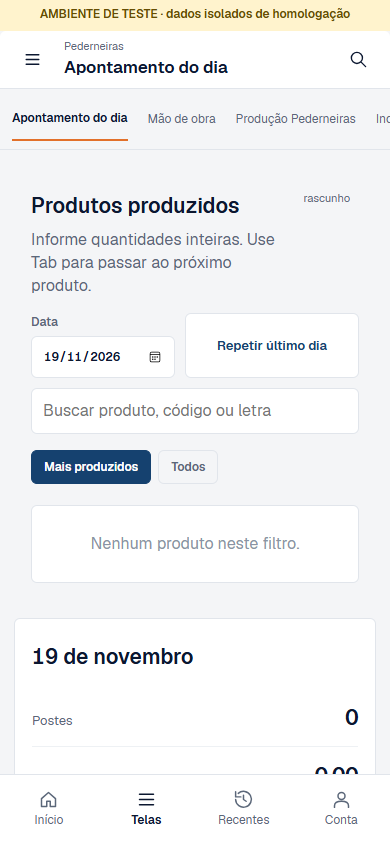 AMBIENTE DE TESTE · dados isolados de homologação
Pederneiras
Apontamento do dia
Apontamento do dia
Mão de obra
Produção Pederneiras
Produtos produzidos
rascunho
Informe quantidades inteiras. Use
Tab para passar ao próximo
produto.
Data
19/11/2026
Repetir último dia
Buscar produto, código ou letra
Mais produzidos
Todos
Nenhum produto neste filtro.
19 de novembro
Postes
0
0,00
Início
Telas
Recentes
Conta